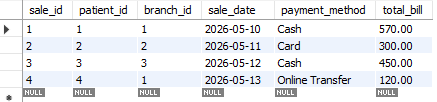 sale_id patient_id branch_id sale_date payment_method total_bill
1 1 1 2026-05-10 Cash 570.00
2 2 2 2026-05-11 Card 300.00
3 3 3 2026-05-12 Cash 450.00
4 4 1 2026-05-13 Online Transfer 120.00
NULL NULL NULL NULL NULL NULL